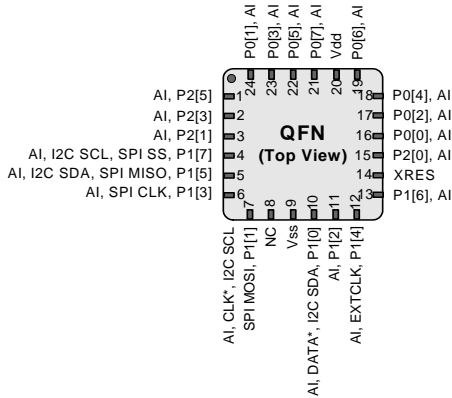 P0[1], AI
P0[3], AI
P0[5], AI
P0[7], AI
Vdd
P0[6], AI
24
23
22
21
20
19
AI, P2[5]
1
18
P0[4], AI
AI, P2[3]
2
17
P0[2], AI
AI, P2[1]
3
QFN
16
P0[0], AI
AI, I2C SCL, SPI SS, P1[7]
4
(Top View)
15
P2[0], AI
AI, I2C SDA, SPI MISO, P1[5]
5
14
XRES
AI, SPI CLK, P1[3]
6
13
P1[6], AI
7
8
9
10
11
12
AI, CLK*, I2C SCL
SPI MOSI, P1[1]
NC
Vss
AI, DATA*, I2C SDA, P1[0]
AI, P1[2]
AI, EXTCLK, P1[4]